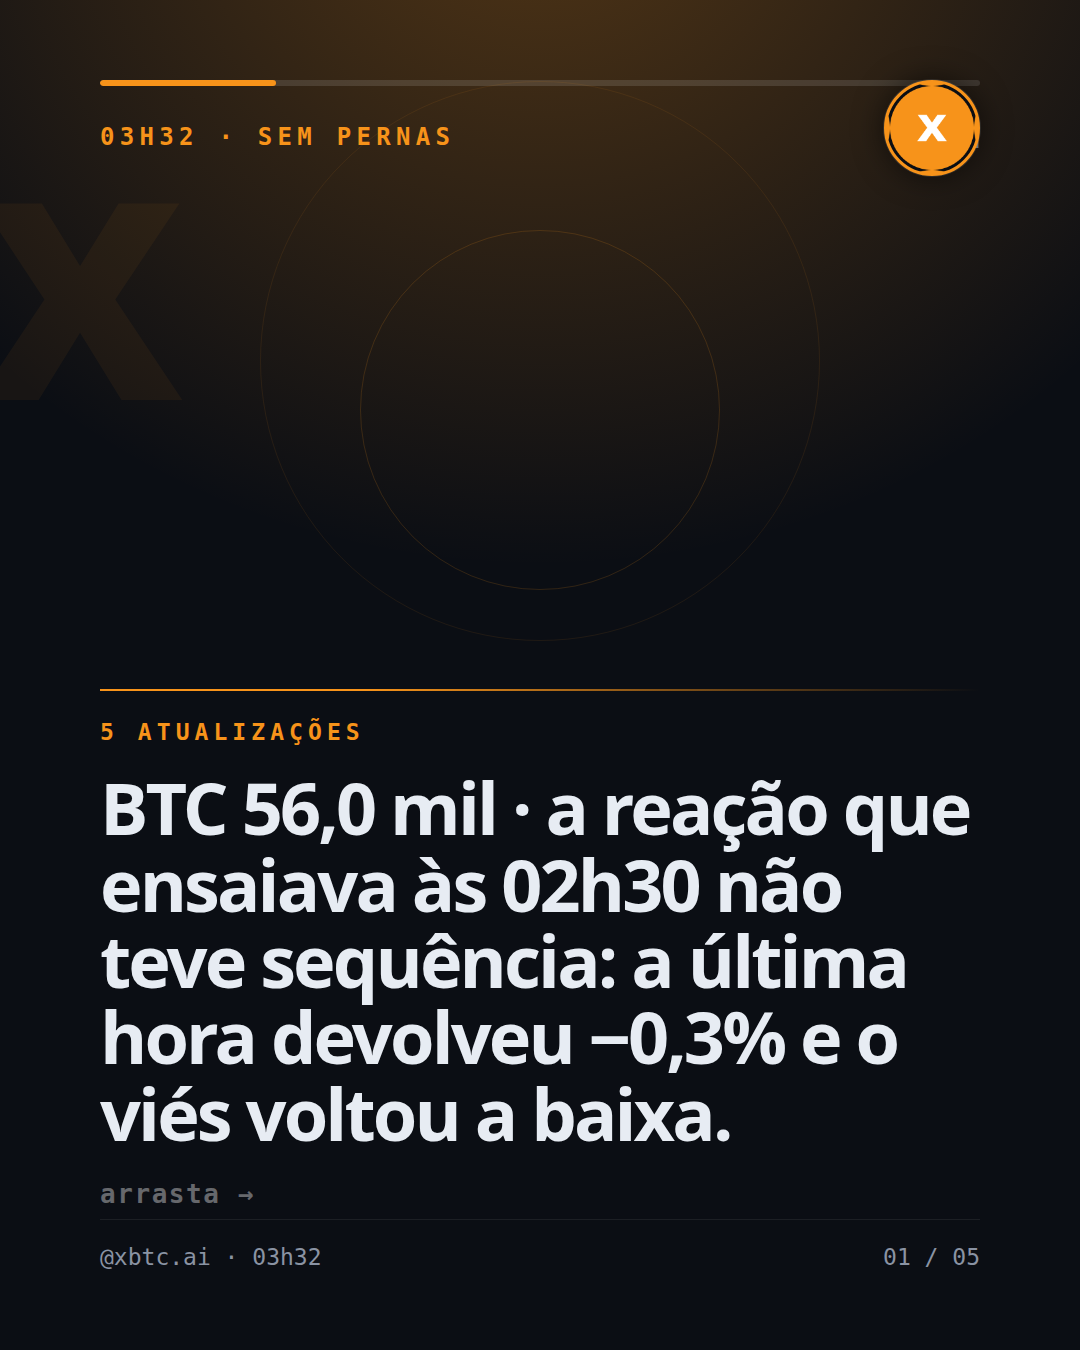 03H32 · SEM PERNAS
X
X
5 ATUALIZAÇÕES
BTC 56,0 mil · a reação que
ensaiava às 02h30 não
teve sequência: a última
hora devolveu −0,3% e o
viés voltou a baixa.
arrasta →
@xbtc.ai · 03h32
01 / 05